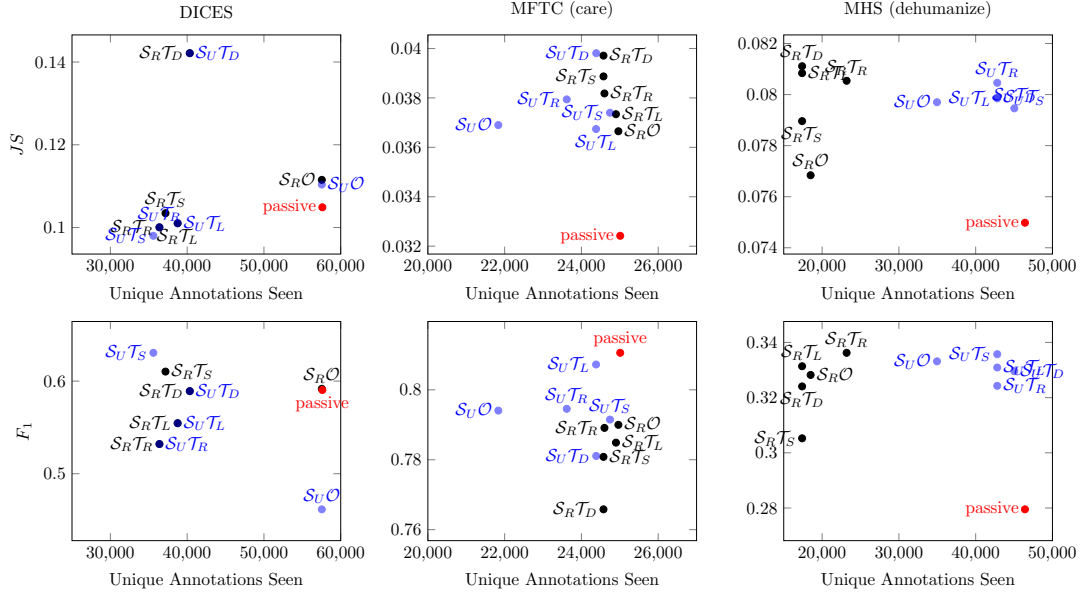 DICES
MFTC (care)
MHS (dehumanize)
JS
0.14
0.12
0.1
30,000 40,000 50,000 60,000
Unique Annotations Seen
S_R T_D S_U T_D
S_R O
S_U O
passive
S_R T_S
S_U T_R
S_R T_R S_U T_L
S_U T_S S_R T_L
0.04
0.038
0.036
0.034
0.032
20,000 22,000 24,000 26,000
Unique Annotations Seen
S_U T_D S_R T_D
S_R T_S
S_U T_R S_R T_R
S_U T_S S_R T_L
S_U O S_R O
S_U T_L
passive
0.082
0.08
0.078
0.076
0.074
20,000 30,000 40,000 50,000
Unique Annotations Seen
S_R T_D
S_R T_L S_R T_R
S_U T_R
S_U O S_U T_L S_U T_D S_U T_S
S_R T_S
S_R O
passive
F_1
0.6
0.5
30,000 40,000 50,000 60,000
Unique Annotations Seen
S_U T_S
S_R T_S S_R O
S_R T_D S_U T_D passive
S_R T_L S_U T_L
S_R T_R S_U T_R
S_U O
0.8
0.78
0.76
20,000 22,000 24,000 26,000
Unique Annotations Seen
passive
S_U T_L
S_U T_R
S_U O S_U T_S
S_R T_R S_R O
S_R T_L
S_U T_D S_R T_S
S_R T_D
0.34
0.32
0.3
0.28
20,000 30,000 40,000 50,000
Unique Annotations Seen
S_R T_L S_R T_R
S_U O S_U T_S
S_R O S_U T_L S_U T_D
S_R T_D S_U T_R
S_R T_S
passive